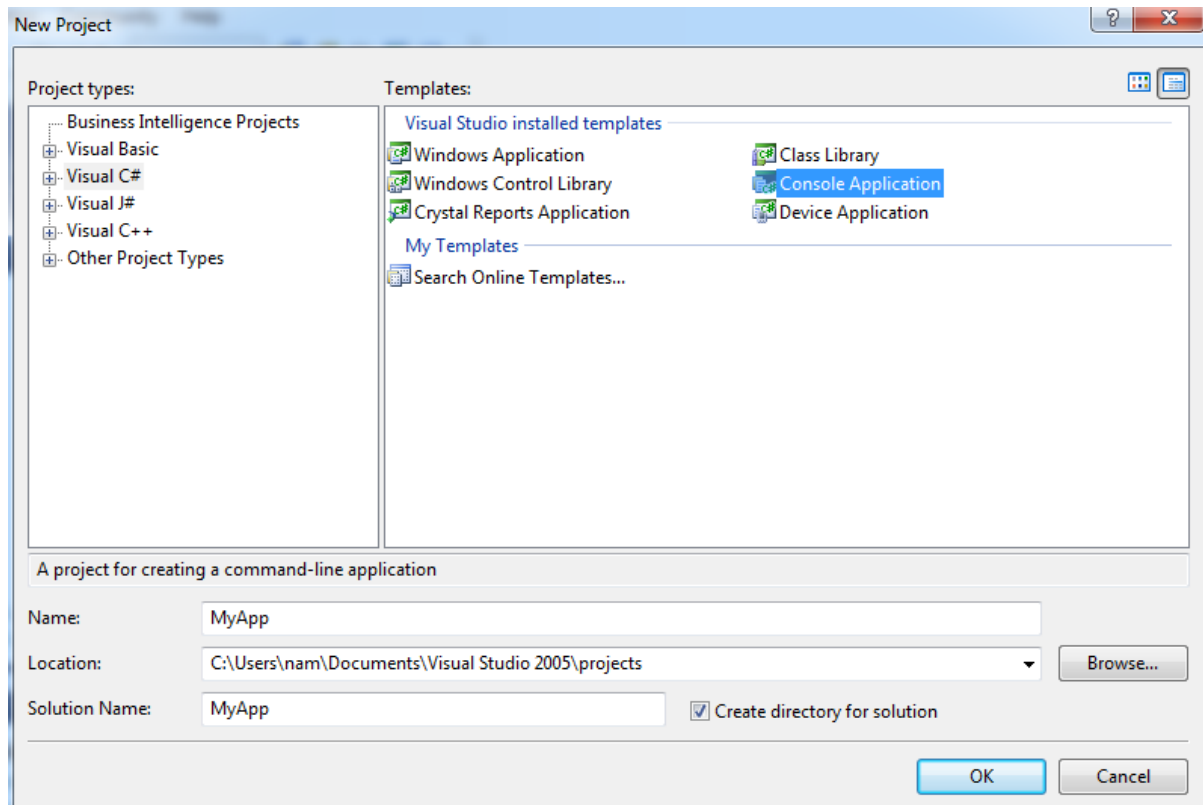 New Project
Project types:
Templates:
Business Intelligence Projects
Visual Basic
Visual C#
Visual J#
Visual C++
Other Project Types
Visual Studio installed templates
Windows Application
Class Library
Windows Control Library
Console Application
Crystal Reports Application
Device Application
My Templates
Search Online Templates...
A project for creating a command-line application
Name: MyApp
Location: C:\Users\nam\Documents\Visual Studio 2005\projects Browse...
Solution Name: MyApp Create directory for solution
OK Cancel